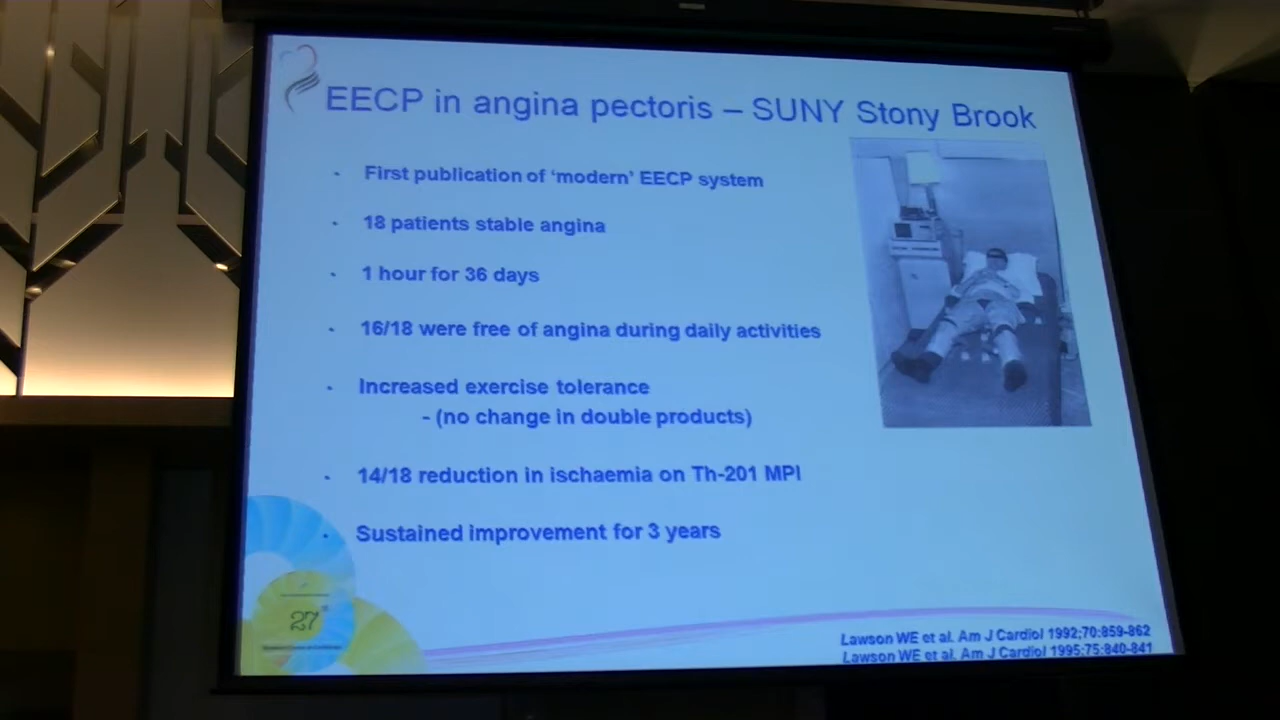 EECP in angina pectoris – SUNY Stony Brook
First publication of ‘modern’ EECP system
18 patients stable angina
1 hour for 36 days
16/18 were free of angina during daily activities
Increased exercise tolerance
- (no change in double products)
14/18 reduction in ischaemia on Th-201 MPI
Sustained improvement for 3 years
27
Lawson WE et al. Am J Cardiol 1992;70:859-862
Lawson WE et al. Am J Cardiol 1995;75:840-841